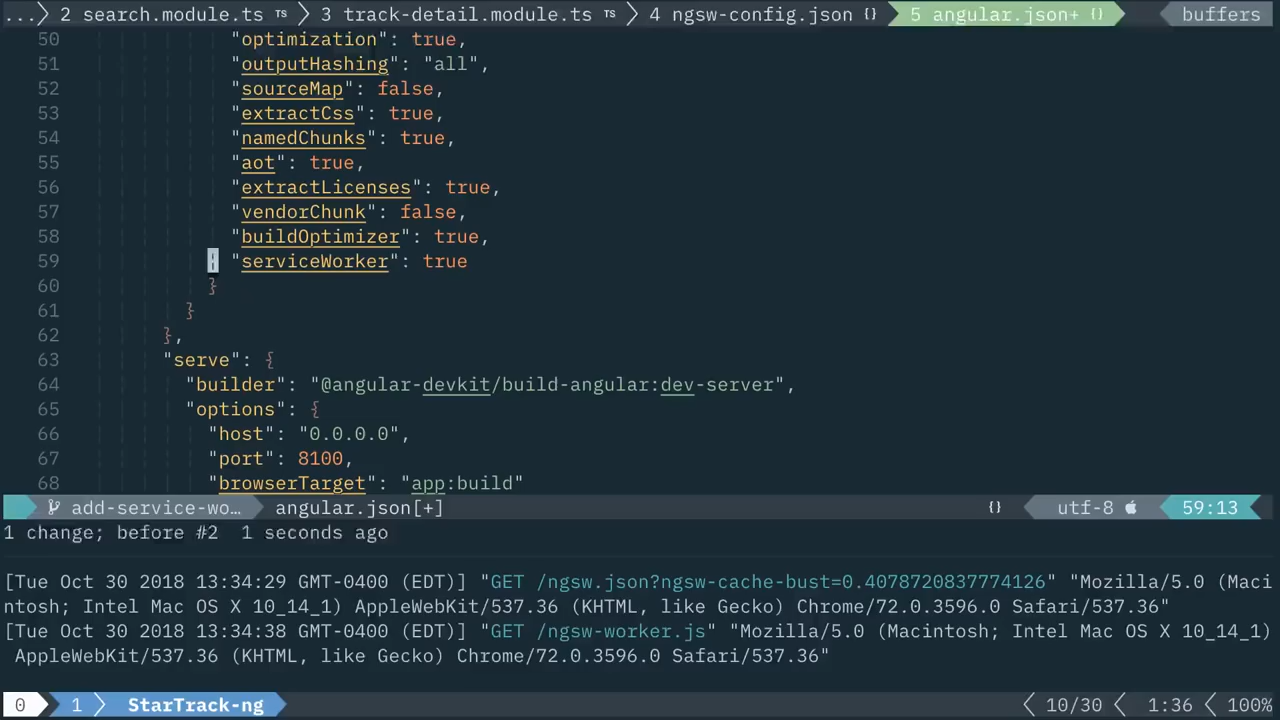 ...> 2 search.module.ts TS > 3 track-detail.module.ts TS > 4 ngsw-config.json {} 5 angular.json+ {} buffers
50 "optimization": true,
51 "outputHashing": "all",
52 "sourceMap": false,
53 "extractCss": true,
54 "namedChunks": true,
55 "aot": true,
56 "extractLicenses": true,
57 "vendorChunk": false,
58 "buildOptimizer": true,
59 "serviceWorker": true
60 }
61 }
62 },
63 "serve": {
64 "builder": "@angular-devkit/build-angular:dev-server",
65 "options": {
66 "host": "0.0.0.0",
67 "port": 8100,
68 "browserTarget": "app:build"
add-service-wo… angular.json[+] {} utf-8 59:13
1 change; before #2 1 seconds ago
[Tue Oct 30 2018 13:34:29 GMT-0400 (EDT)] "GET /ngsw.json?ngsw-cache-bust=0.4078720837774126" "Mozilla/5.0 (Maci
ntosh; Intel Mac OS X 10_14_1) AppleWebKit/537.36 (KHTML, like Gecko) Chrome/72.0.3596.0 Safari/537.36"
[Tue Oct 30 2018 13:34:38 GMT-0400 (EDT)] "GET /ngsw-worker.js" "Mozilla/5.0 (Macintosh; Intel Mac OS X 10_14_1)
AppleWebKit/537.36 (KHTML, like Gecko) Chrome/72.0.3596.0 Safari/537.36"
0 1 > StarTrack-ng < 10/30 < 1:36 < 100%